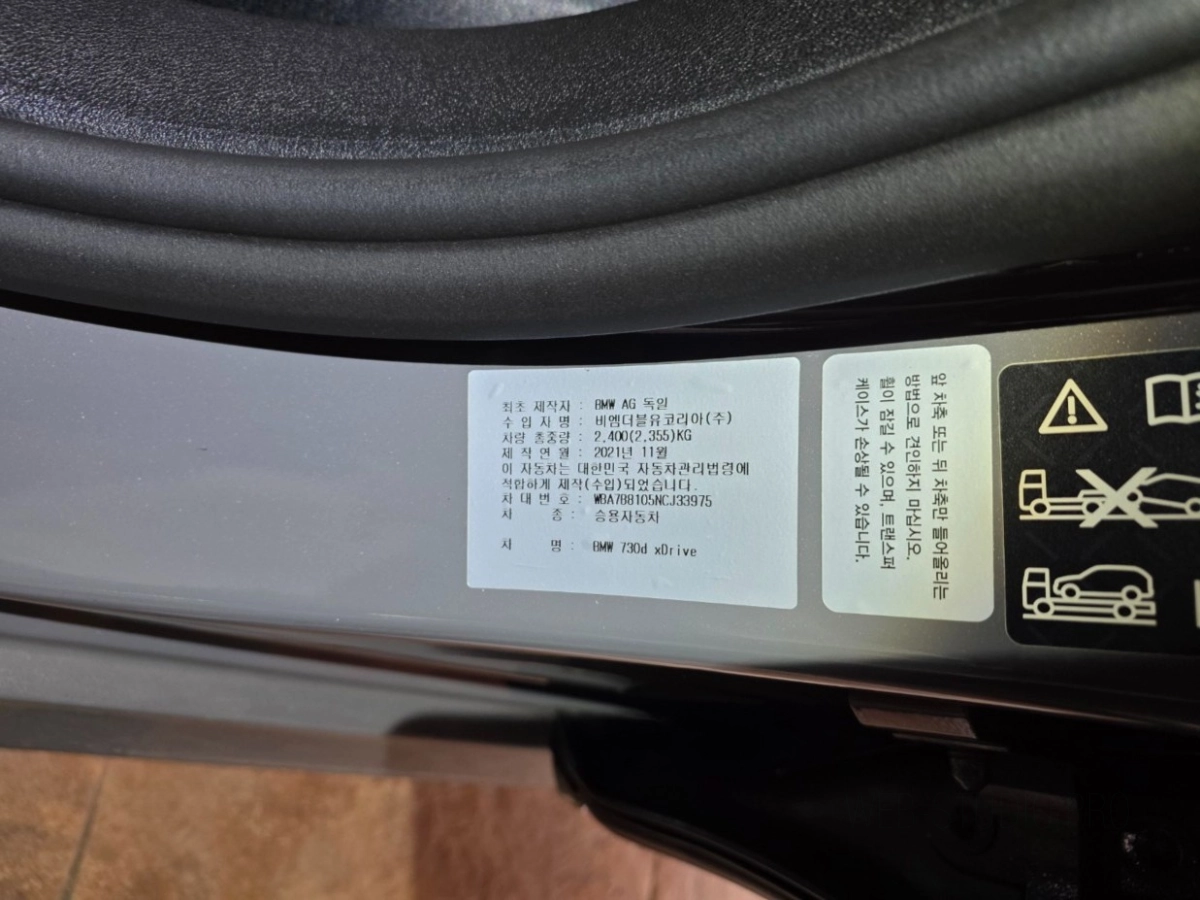 최초 제작자 : BMW AG 독일
수 입 자 명 : 비엠더블유코리아(주)
차량 총중량 : 2,400(2,355)KG
제 작 연 월 : 2021년 11월
이 자동차는 대한민국 자동차관리법령에
적합하게 제작(수입)되었습니다.
차 대 번 호 : WBA7B8105NCJ33975
차 종 : 승용자동차
차 명 : BMW 730d xDrive
앞 차축 또는 뒤 차축만 들어올리는
방법으로 견인하지 마십시오.
휠이 잠길 수 있으며, 트랜스퍼
케이스가 손상될 수 있습니다.